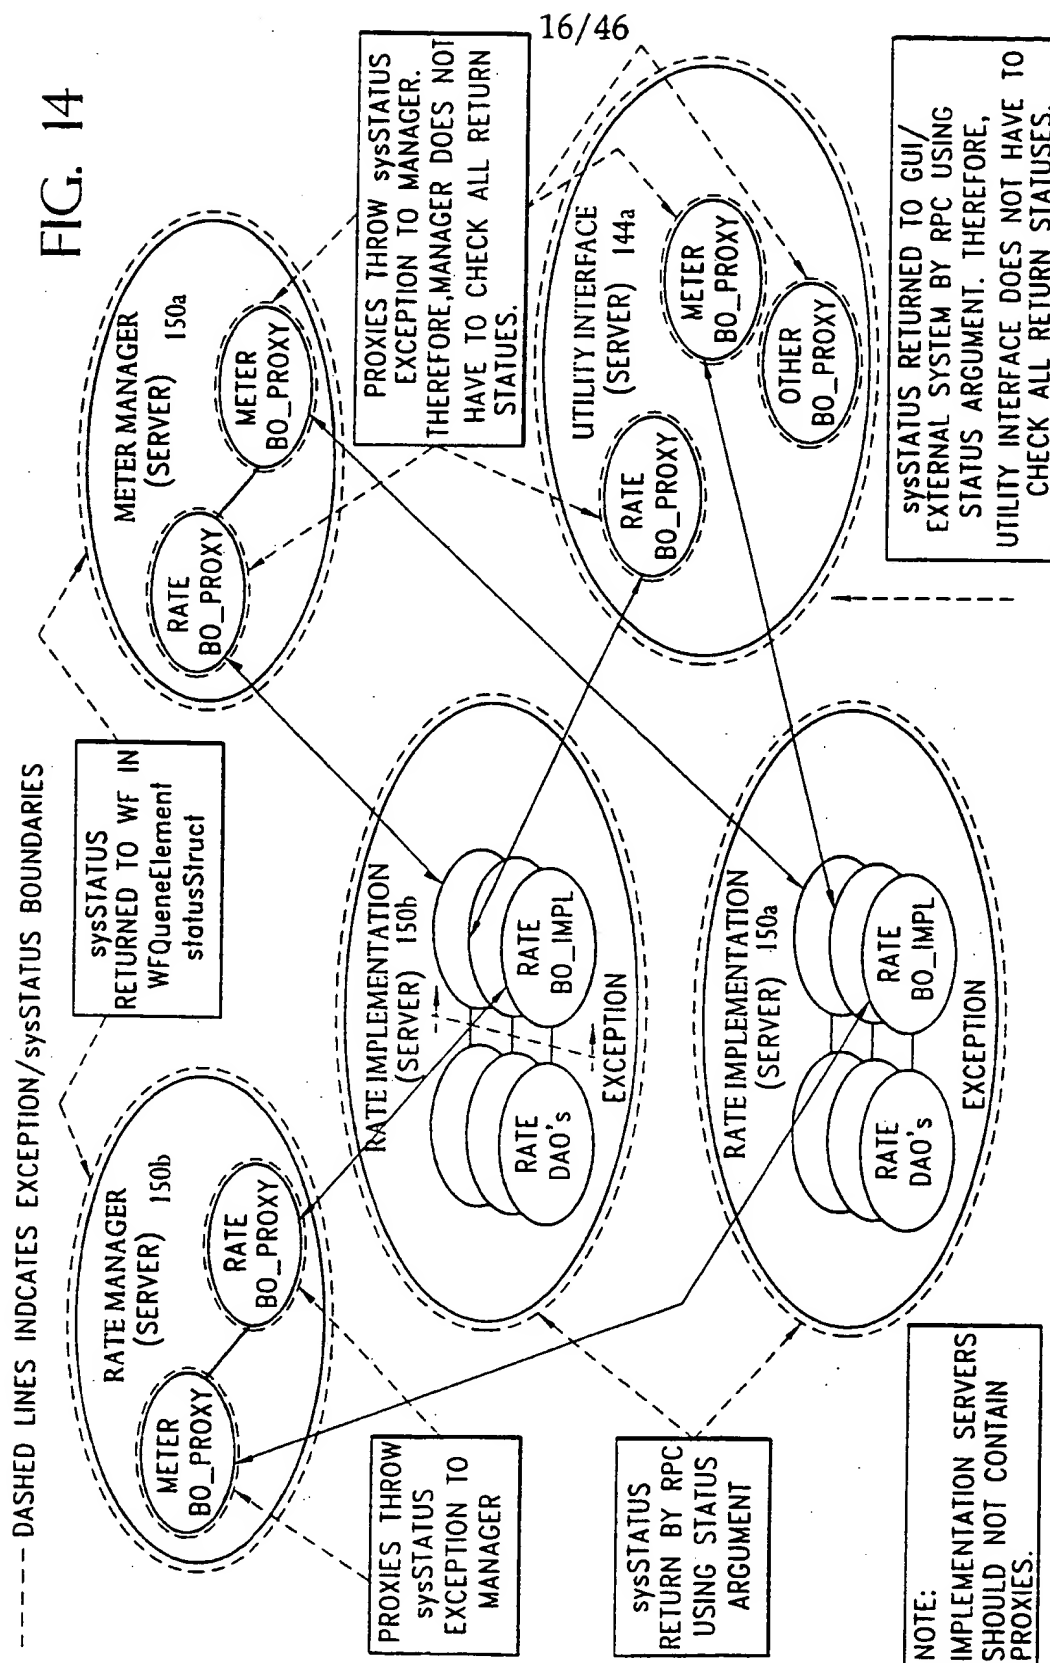 16/46
FIG. 14
---- DASHED LINES INDCATES EXCEPTION/sysSTATUS BOUNDARIES
RATE MANAGER
(SERVER) 150b
METER
BO_PROXY
RATE
BO_PROXY
sysSTATUS
RETURNED TO WF IN
WFQueneElement
statusStruct
METER MANAGER
(SERVER) 150a
RATE
BO_PROXY
METER
BO_PROXY
PROXIES THROW
sysSTATUS
EXCEPTION TO
MANAGER
RATE IMPLEMENTATION
(SERVER) 150b
RATE
DAO's
RATE
BO_IMPL
EXCEPTION
PROXIES THROW sysSTATUS
EXCEPTION TO MANAGER.
THEREFORE,MANAGER DOES NOT
HAVE TO CHECK ALL RETURN
STATUES.
sysSTATUS
RETURN BY RPC
USING STATUS
ARGUMENT
RATE IMPLEMENTATION
(SERVER) 150a
RATE
DAO's
RATE
BO_IMPL
EXCEPTION
UTILITY INTERFACE
(SERVER) 144a
RATE
BO_PROXY
METER
BO_PROXY
OTHER
BO_PROXY
NOTE:
IMPLEMENTATION SERVERS
SHOULD NOT CONTAIN
PROXIES.
sysSTATUS RETURNED TO GUI/
EXTERNAL SYSTEM BY RPC USING
STATUS ARGUMENT. THEREFORE,
UTILITY INTERFACE DOES NOT HAVE TO
CHECK ALL RETURN STATUSES.